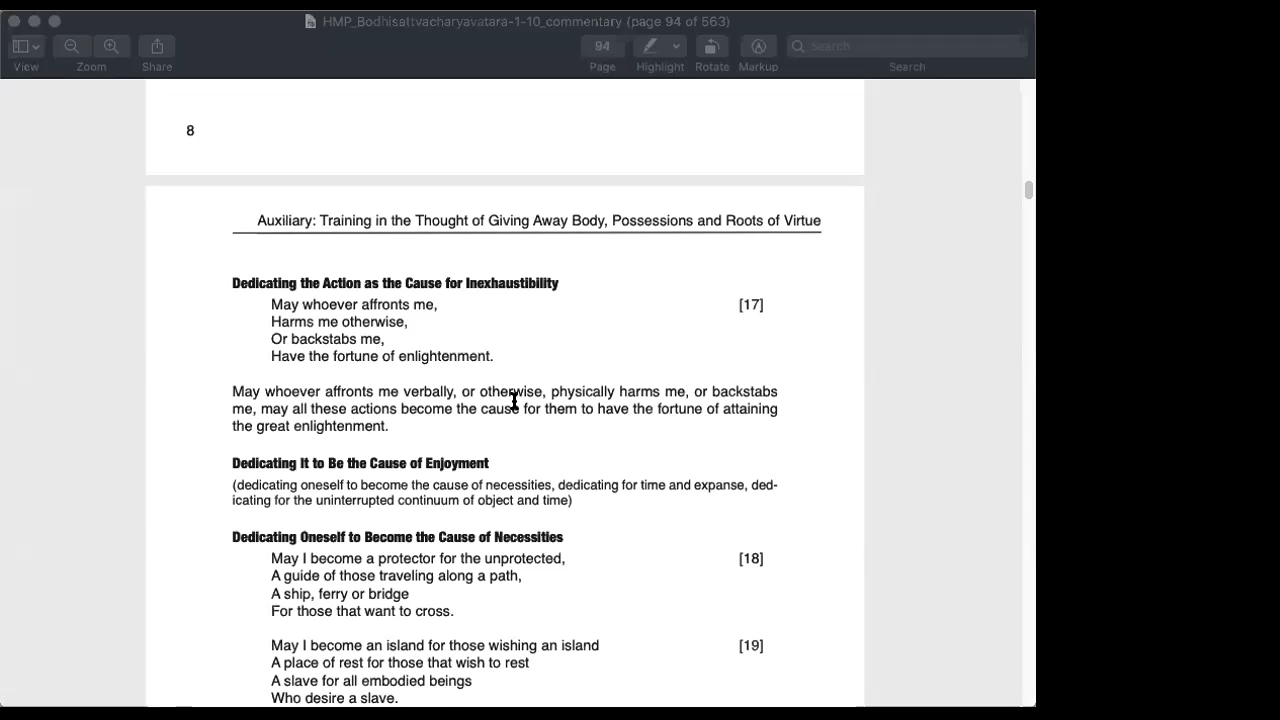 HMP_Bodhisattvacharyavatara-1-10_commentary (page 94 of 563)
94
Search
View
Zoom
Share
Page
Highlight
Rotate
Markup
Search
8
Auxiliary: Training in the Thought of Giving Away Body, Possessions and Roots of Virtue
Dedicating the Action as the Cause for Inexhaustibility
May whoever affronts me, [17]
Harms me otherwise,
Or backstabs me,
Have the fortune of enlightenment.
May whoever affronts me verbally, or otherwise, physically harms me, or backstabs
me, may all these actions become the cause for them to have the fortune of attaining
the great enlightenment.
Dedicating It to Be the Cause of Enjoyment
(dedicating oneself to become the cause of necessities, dedicating for time and expanse, ded-
icating for the uninterrupted continuum of object and time)
Dedicating Oneself to Become the Cause of Necessities
May I become a protector for the unprotected, [18]
A guide of those traveling along a path,
A ship, ferry or bridge
For those that want to cross.
May I become an island for those wishing an island [19]
A place of rest for those that wish to rest
A slave for all embodied beings
Who desire a slave.